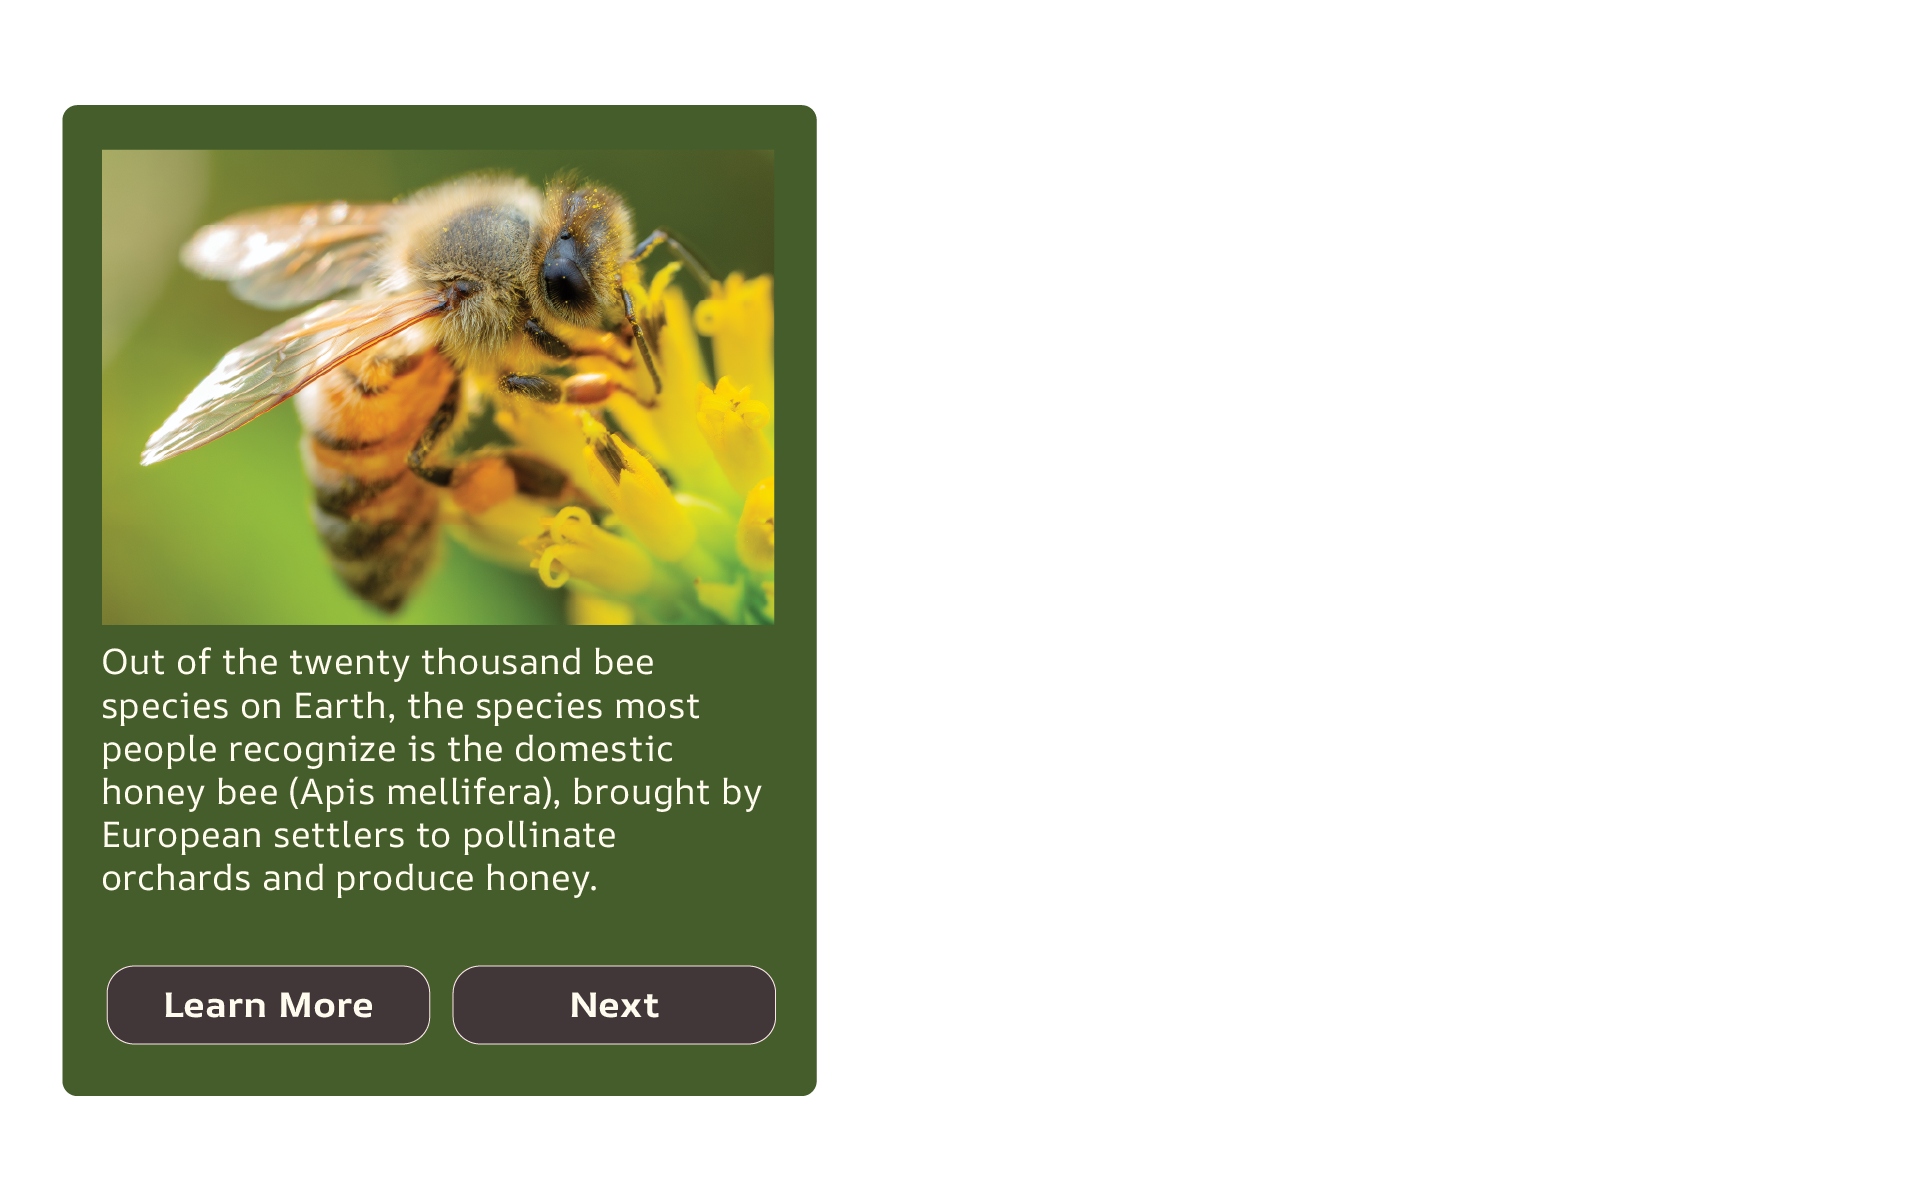 Out of the twenty thousand bee
species on Earth, the species most
people recognize is the domestic
honey bee (Apis mellifera), brought by
European settlers to pollinate
orchards and produce honey.
Learn More
Next